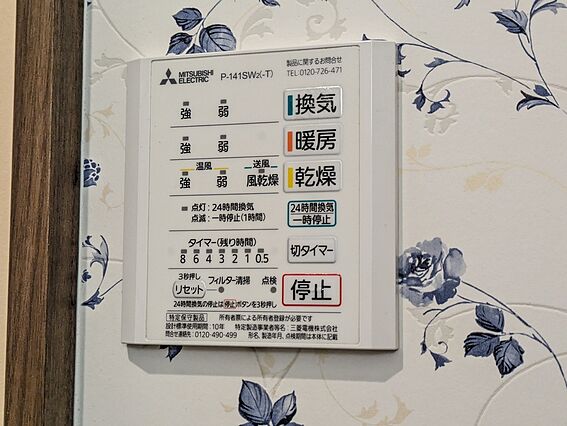 MITSUBISHI ELECTRIC P-141SW2(-T)
製品に関するお問合せ
TEL:0120-726-471
強 弱 換気
強 弱 暖房
温風 送風
強 弱 風乾燥 乾燥
点灯:24時間換気
点滅:一時停止(1時間)
24時間換気
一時停止
タイマー(残り時間)
8 6 4 3 2 1 0.5
切タイマー
3秒押し
リセット フィルター清掃 点検
停止
24時間換気の停止は停止ボタンを3秒押し
特定保守製品 所有者票による所有者登録が必要です
設計標準使用期間:10年 特定製造事業者等名:三菱電機株式会社
問合せ連絡先:0120-490-499 形名、製造年月、点検期間は本体に記載